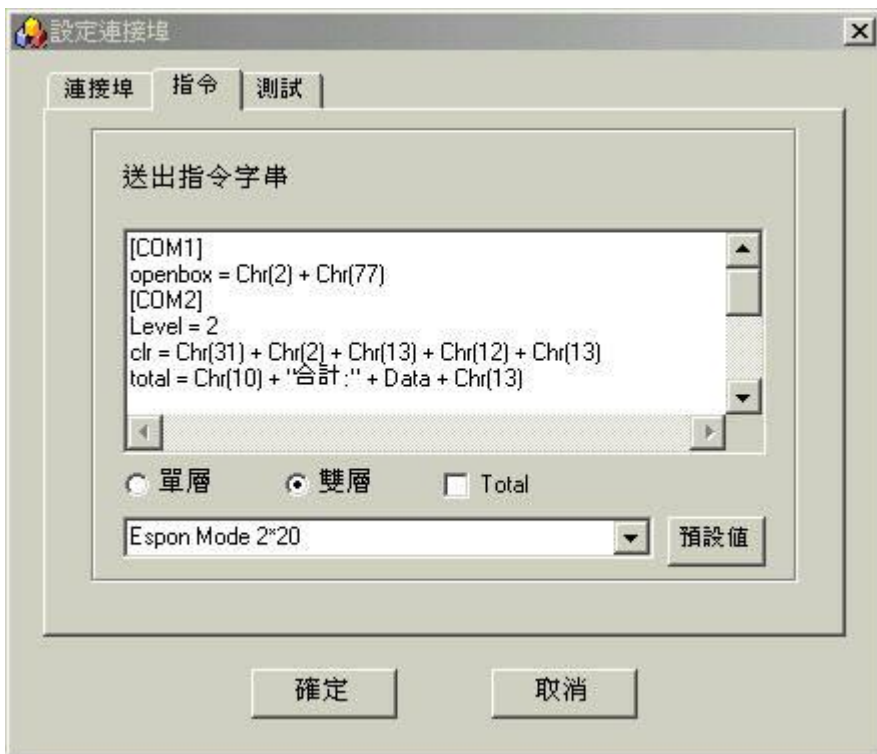 設定連接埠
連接埠 指令 測試
送出指令字串
[COM1]
openbox = Chr(2) + Chr(77)
[COM2]
Level = 2
clr = Chr(31) + Chr(2) + Chr(13) + Chr(12) + Chr(13)
total = Chr(10) + "合計:" + Data + Chr(13)
單層 雙層 Total
Espon Mode 2*20 預設值
確定 取消